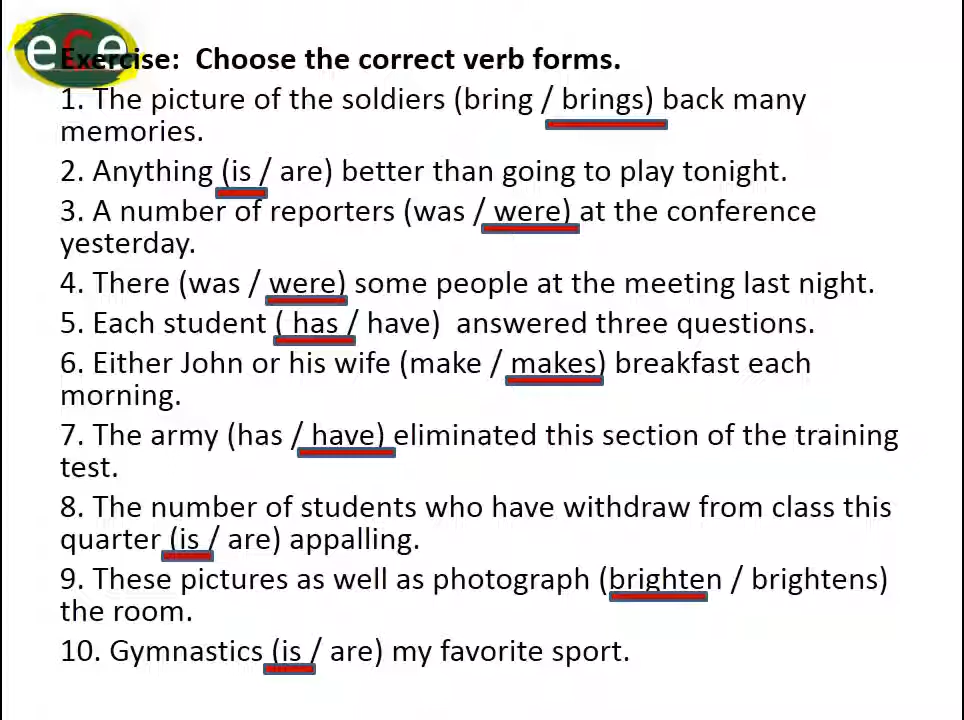 ece
Exercise:  Choose the correct verb forms.
1. The picture of the soldiers (bring / brings) back many
memories.
2. Anything (is / are) better than going to play tonight.
3. A number of reporters (was / were) at the conference
yesterday.
4. There (was / were) some people at the meeting last night.
5. Each student ( has / have)  answered three questions.
6. Either John or his wife (make / makes) breakfast each
morning.
7. The army (has / have) eliminated this section of the training
test.
8. The number of students who have withdraw from class this
quarter (is / are) appalling.
9. These pictures as well as photograph (brighten / brightens)
the room.
10. Gymnastics (is / are) my favorite sport.